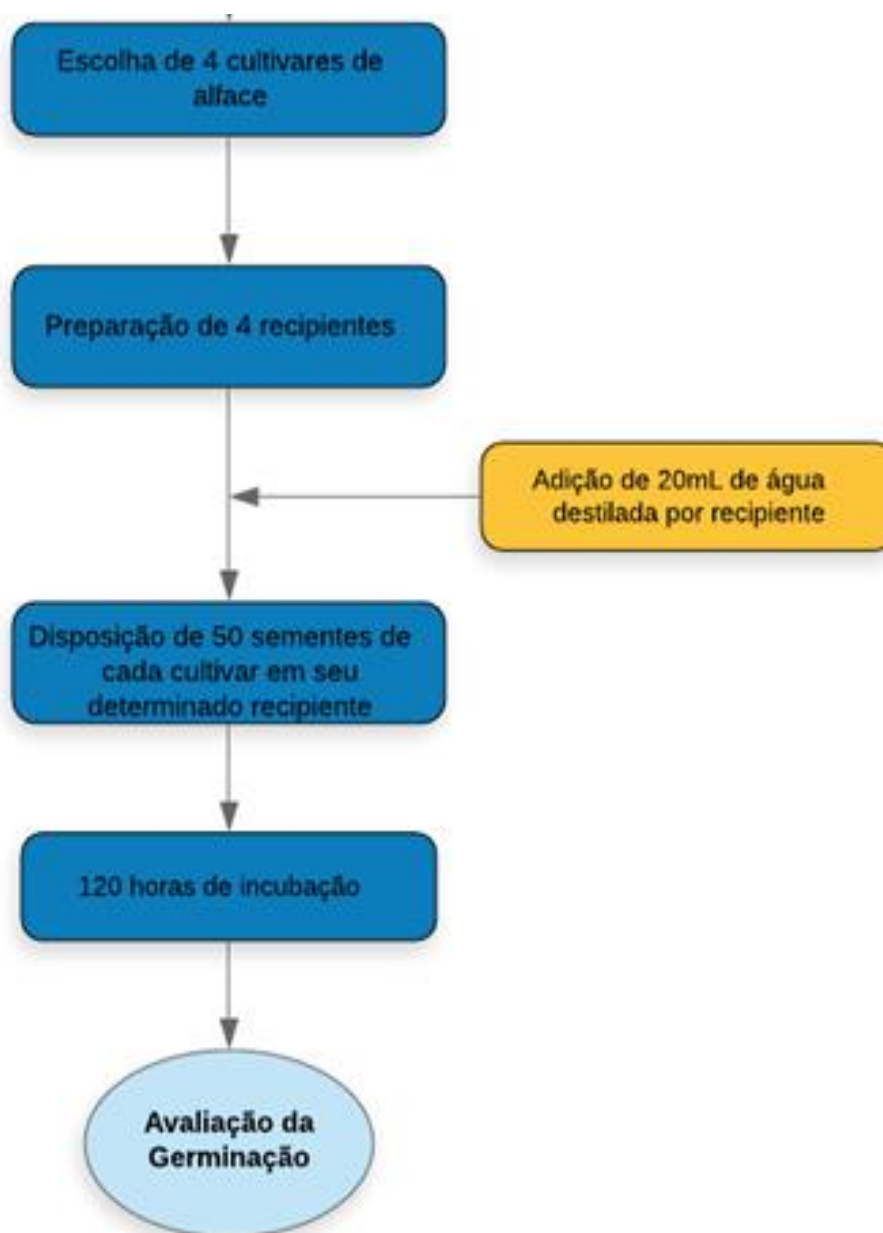 Escolha de 4 cultivares de
alface
Preparação de 4 recipientes
Adição de 20mL de água
destilada por recipiente
Disposição de 50 sementes de
cada cultivar em seu
determinado recipiente
120 horas de incubação
Avaliação da
Germinação